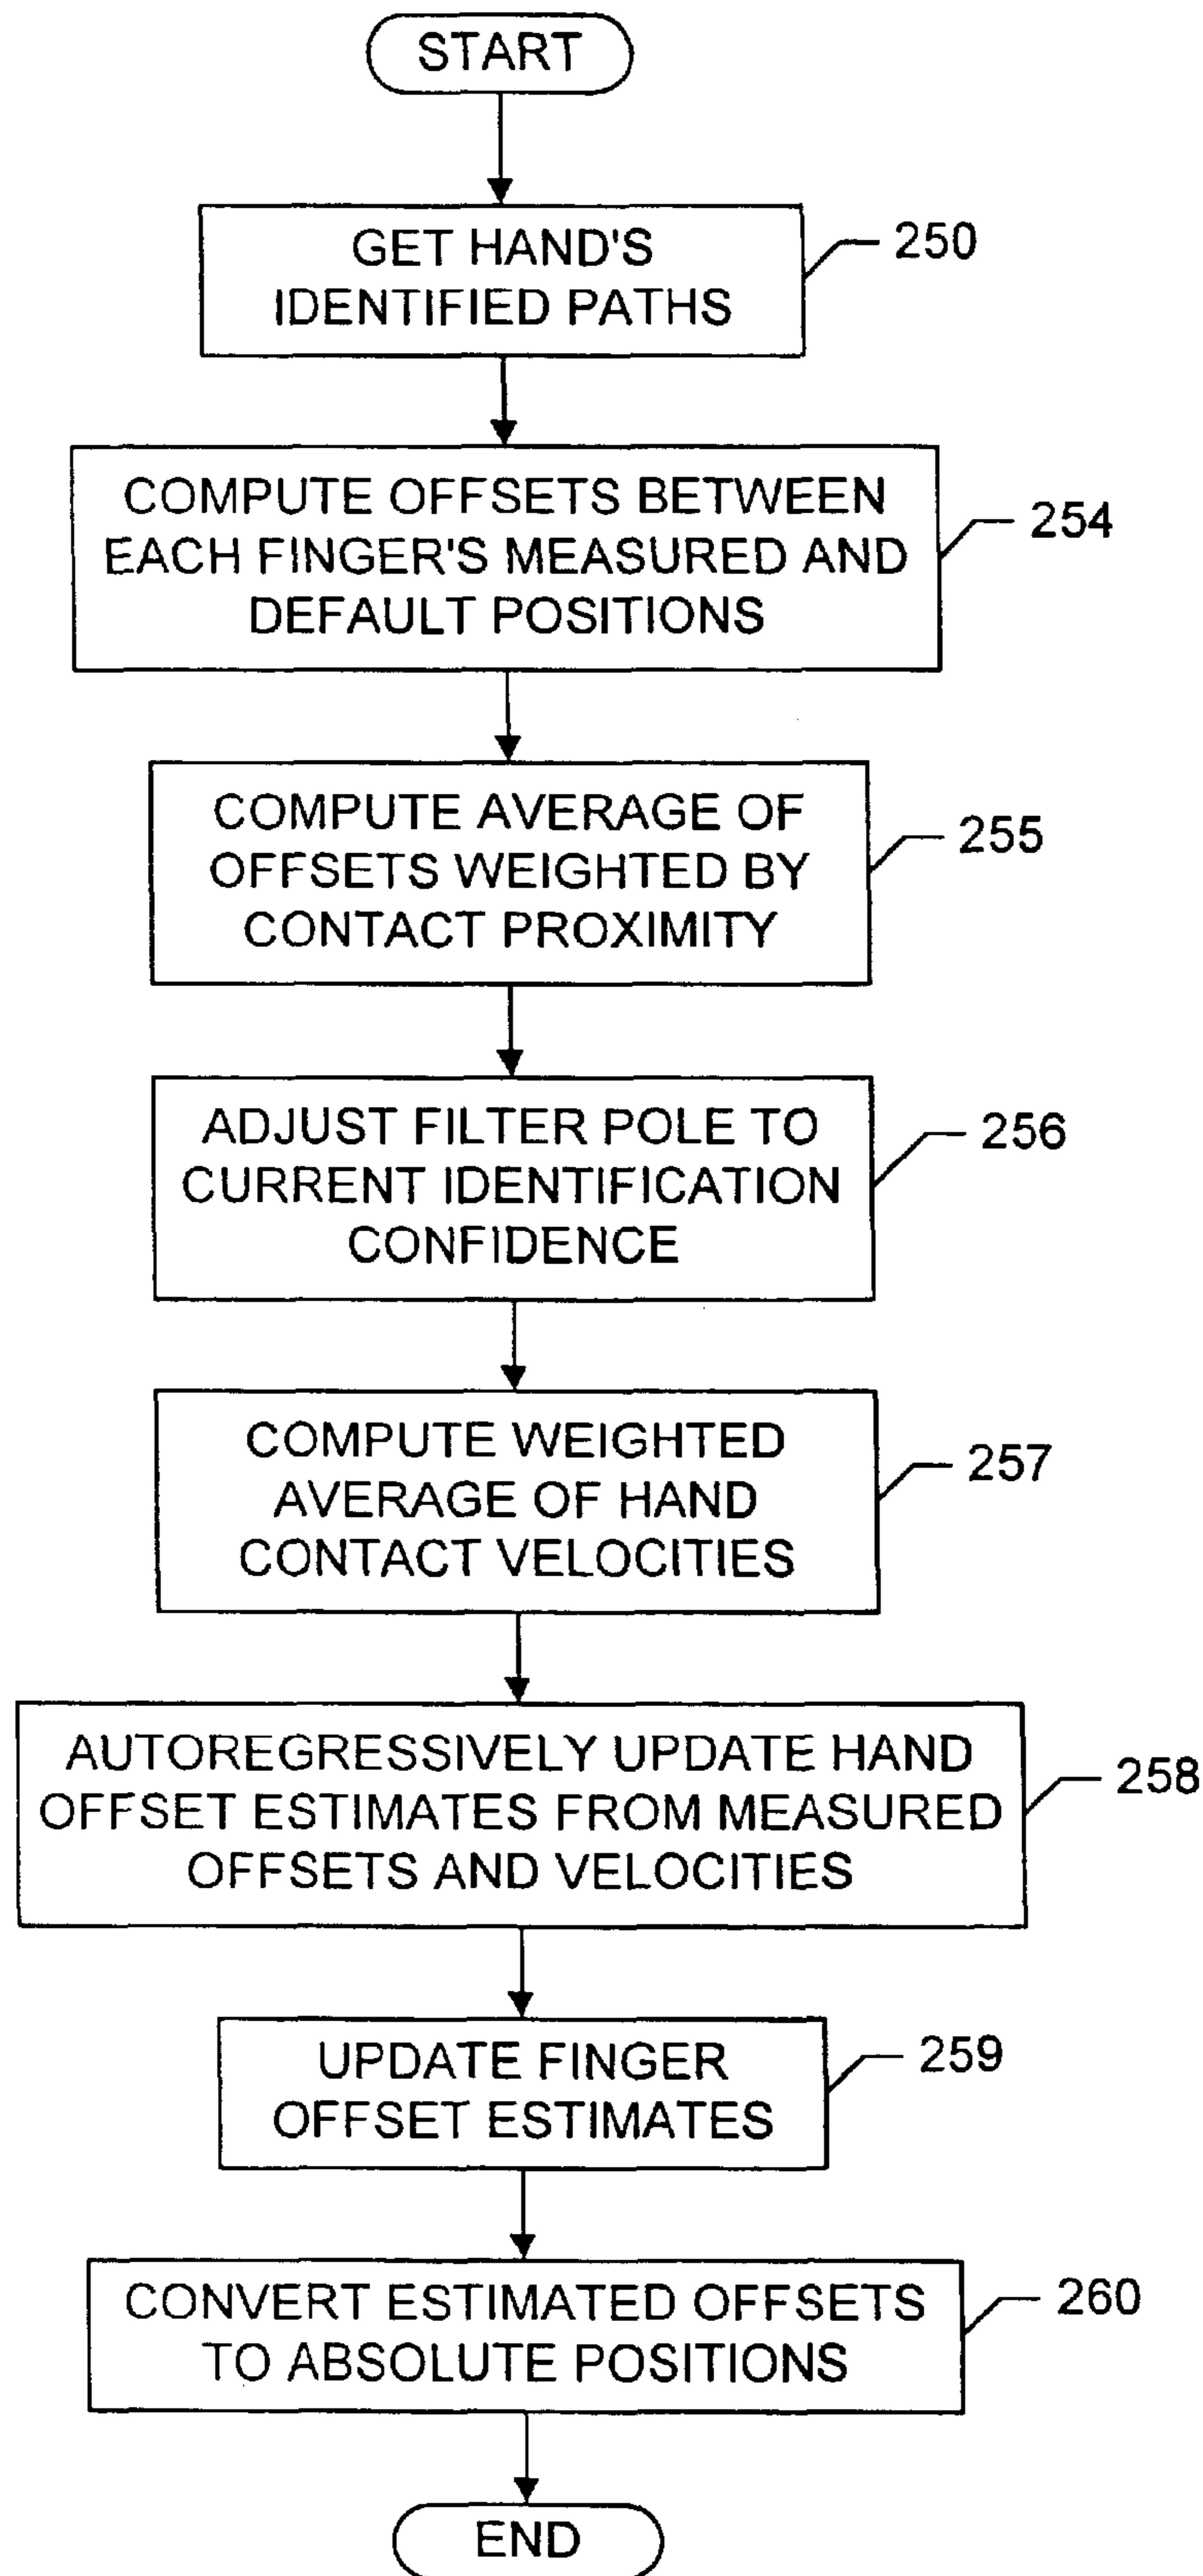 START
GET HAND'S
IDENTIFIED PATHS
250
COMPUTE OFFSETS BETWEEN
EACH FINGER'S MEASURED AND
DEFAULT POSITIONS
254
COMPUTE AVERAGE OF
OFFSETS WEIGHTED BY
CONTACT PROXIMITY
255
ADJUST FILTER POLE TO
CURRENT IDENTIFICATION
CONFIDENCE
256
COMPUTE WEIGHTED
AVERAGE OF HAND
CONTACT VELOCITIES
257
AUTOREGRESSIVELY UPDATE HAND
OFFSET ESTIMATES FROM MEASURED
OFFSETS AND VELOCITIES
258
UPDATE FINGER
OFFSET ESTIMATES
259
CONVERT ESTIMATED OFFSETS
TO ABSOLUTE POSITIONS
260
END